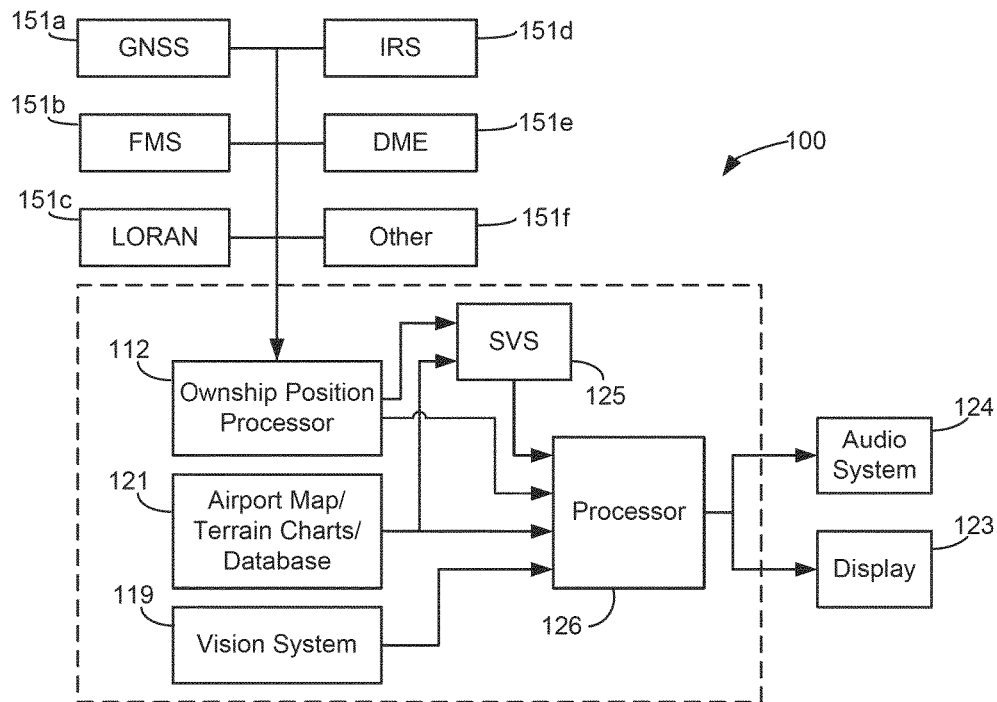 151a
GNSS
IRS
151d
151b
FMS
DME
151e
100
151c
LORAN
Other
151f
SVS
125
112
Ownship Position
Processor
121
Airport Map/
Terrain Charts/
Database
Processor
126
119
Vision System
124
Audio
System
123
Display